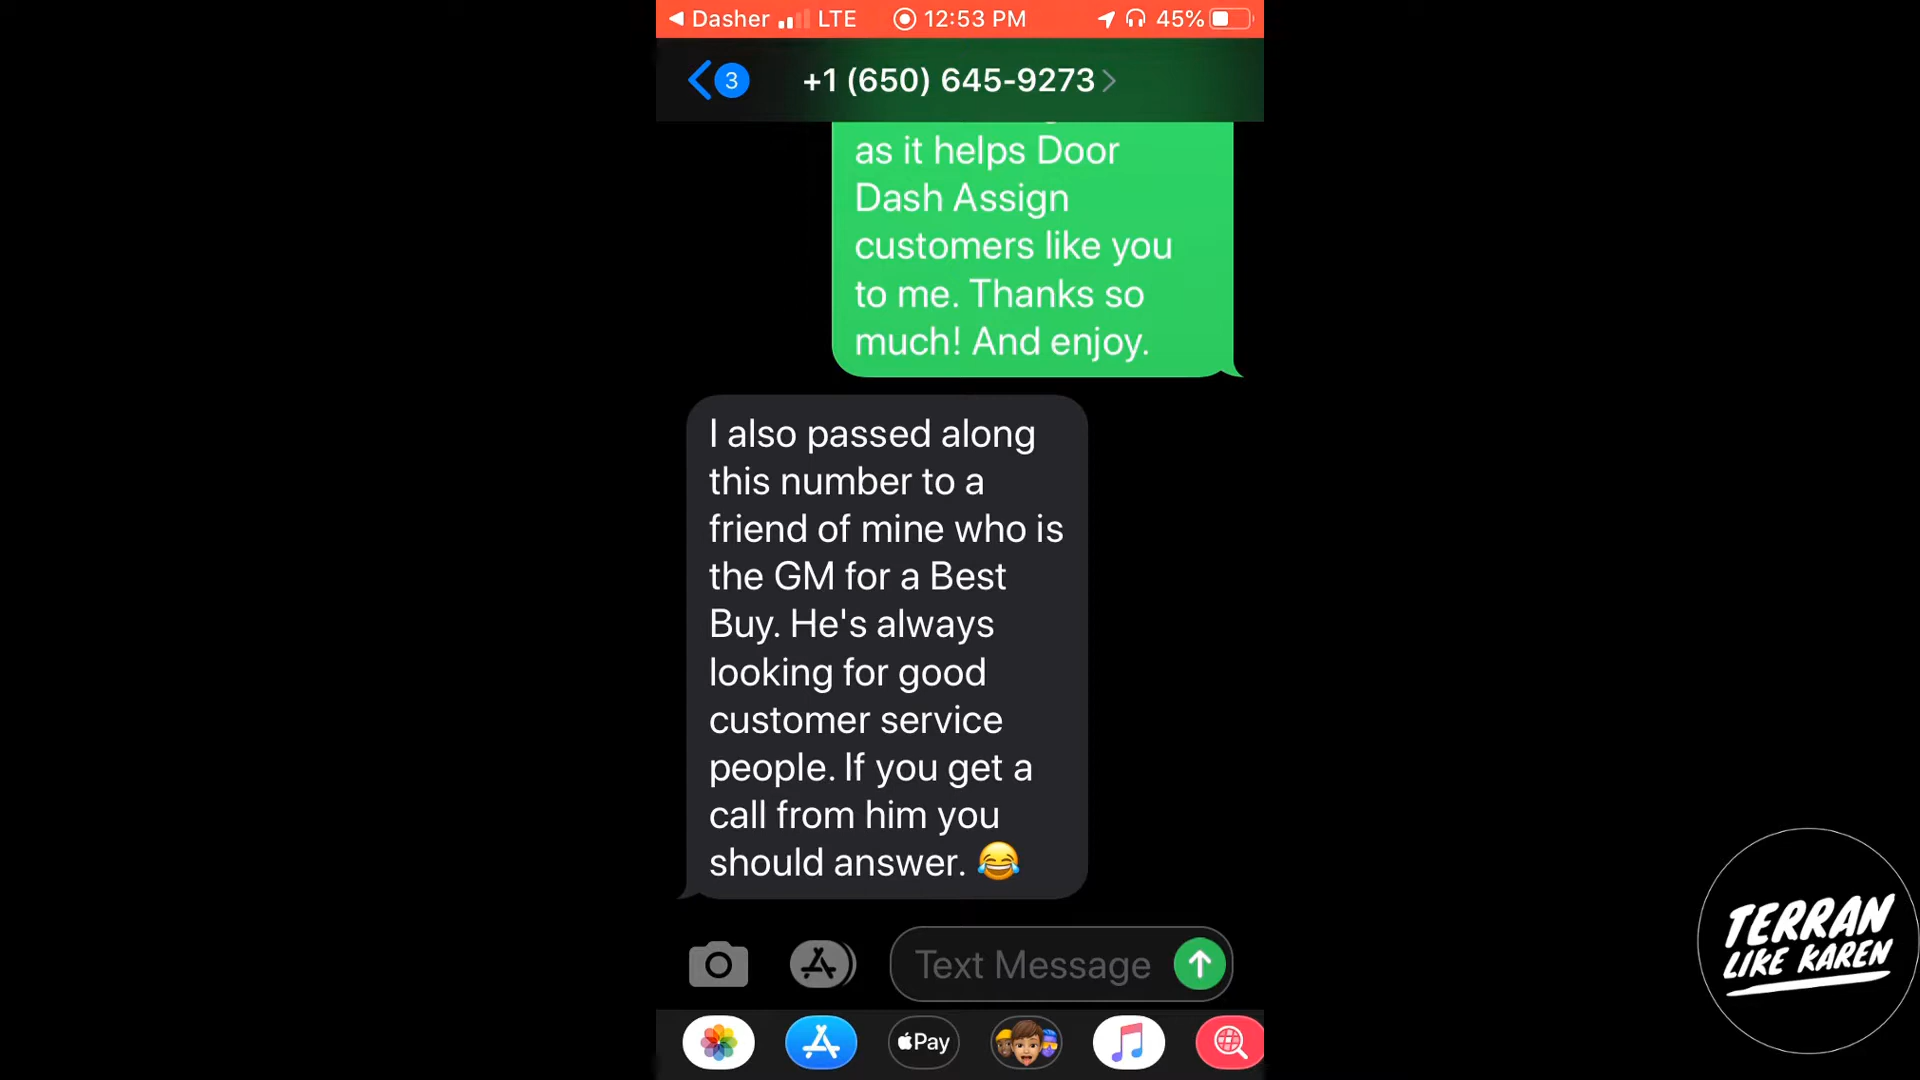 Dasher LTE 12:53 PM 45%
3 +1 (650) 645-9273
as it helps Door
Dash Assign
customers like you
to me. Thanks so
much! And enjoy.
I also passed along
this number to a
friend of mine who is
the GM for a Best
Buy. He's always
looking for good
customer service
people. If you get a
call from him you
should answer. 😂
Text Message
Pay
TERRAN
LIKE KAREN